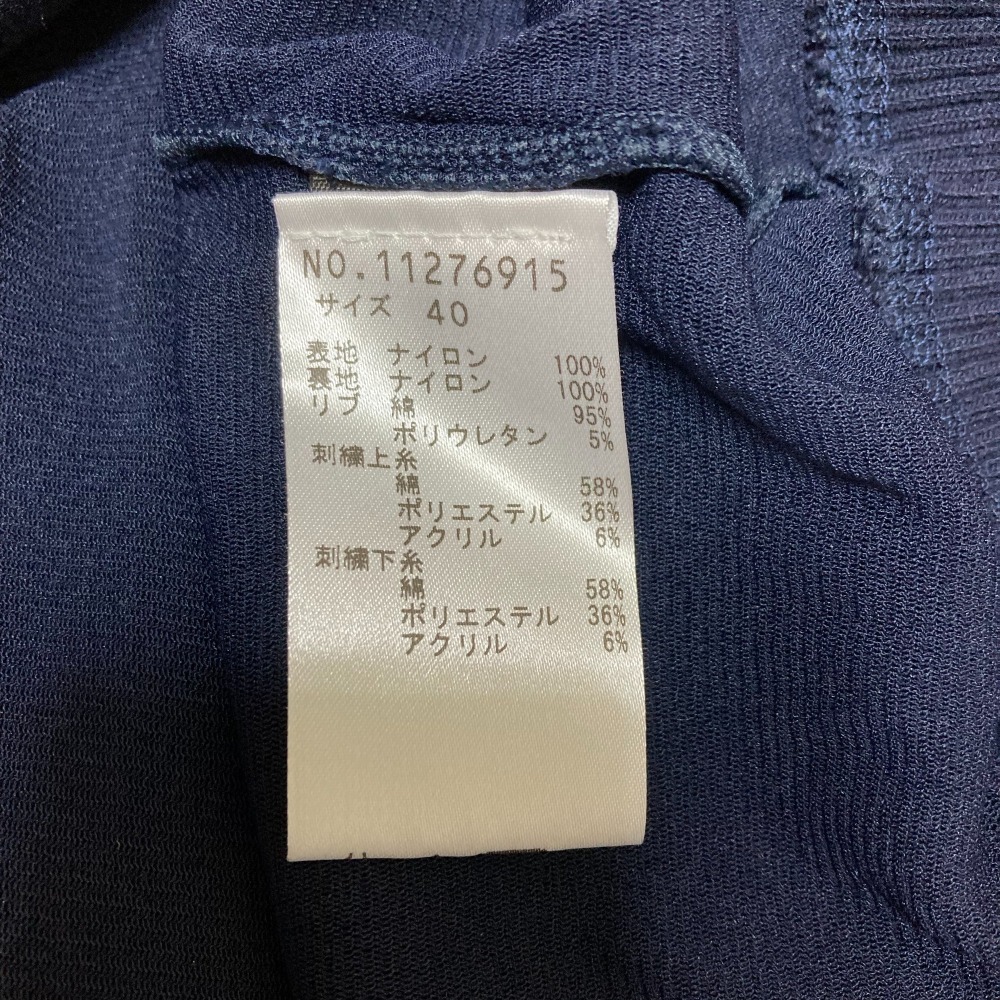 NO.11276915
サイズ 40
表地 ナイロン 100%
裏地 ナイロン 100%
リブ 綿 95%
ポリウレタン 5%
刺繍上糸
綿 58%
ポリエステル 36%
アクリル 6%
刺繍下糸
綿 58%
ポリエステル 36%
アクリル 6%